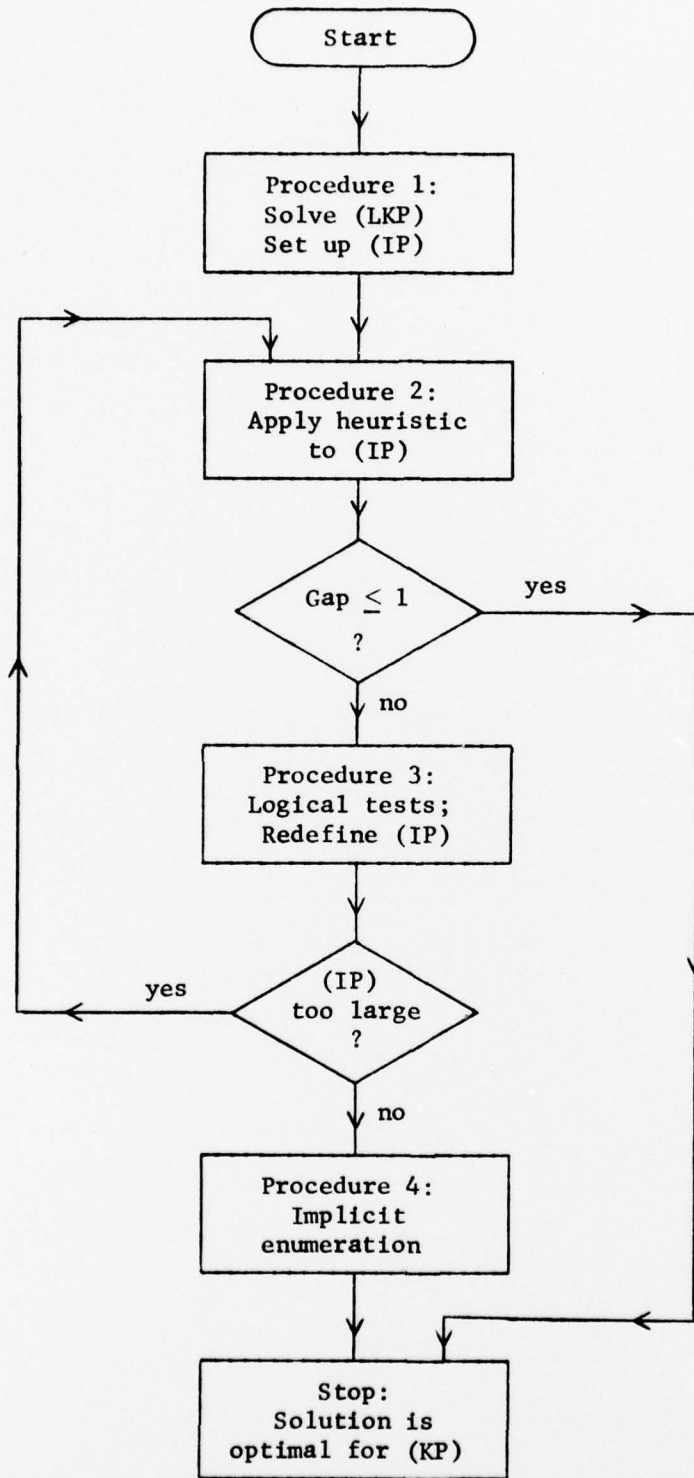 Start
Procedure 1:
Solve (LKP)
Set up (IP)
Procedure 2:
Apply heuristic
to (IP)
Gap ≤ 1
?
yes
no
Procedure 3:
Logical tests;
Redefine (IP)
(IP)
too large
?
yes
no
Procedure 4:
Implicit
enumeration
Stop:
Solution is
optimal for (KP)